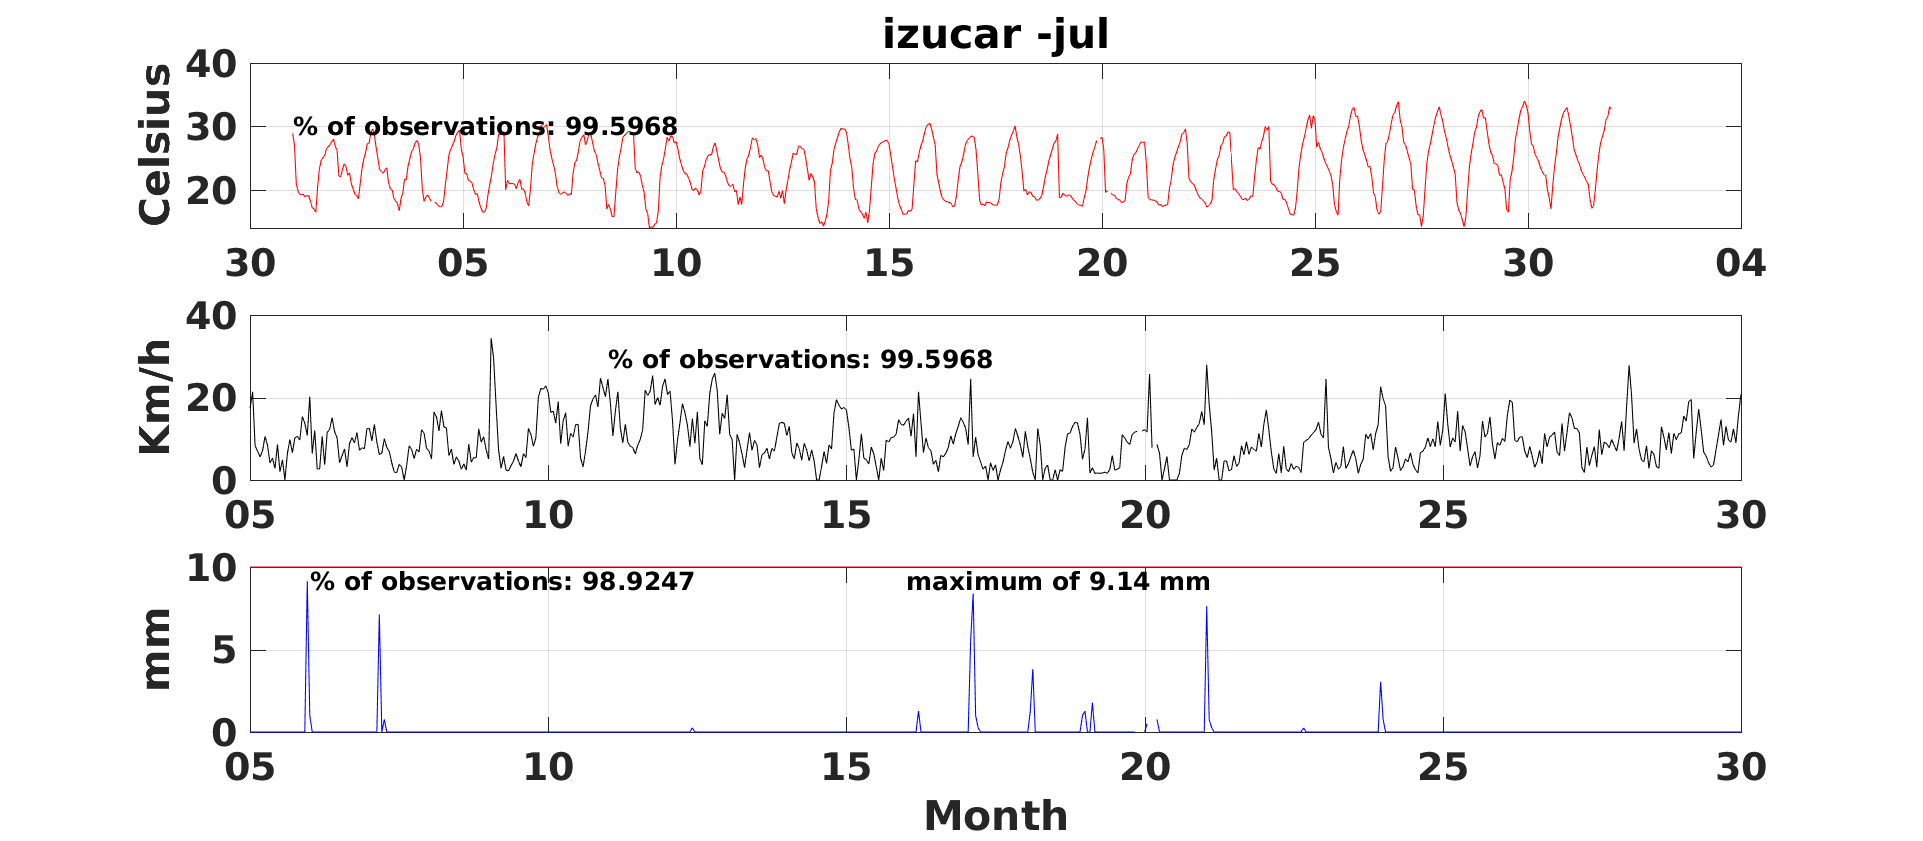 izucar -jul
Celsius
40
30
20
% of observations: 99.5968
30 05 10 15 20 25 30 04
Km/h
40
20
0
% of observations: 99.5968
05 10 15 20 25 30
mm
10
5
0
% of observations: 98.9247 maximum of 9.14 mm
05 10 15 20 25 30
Month